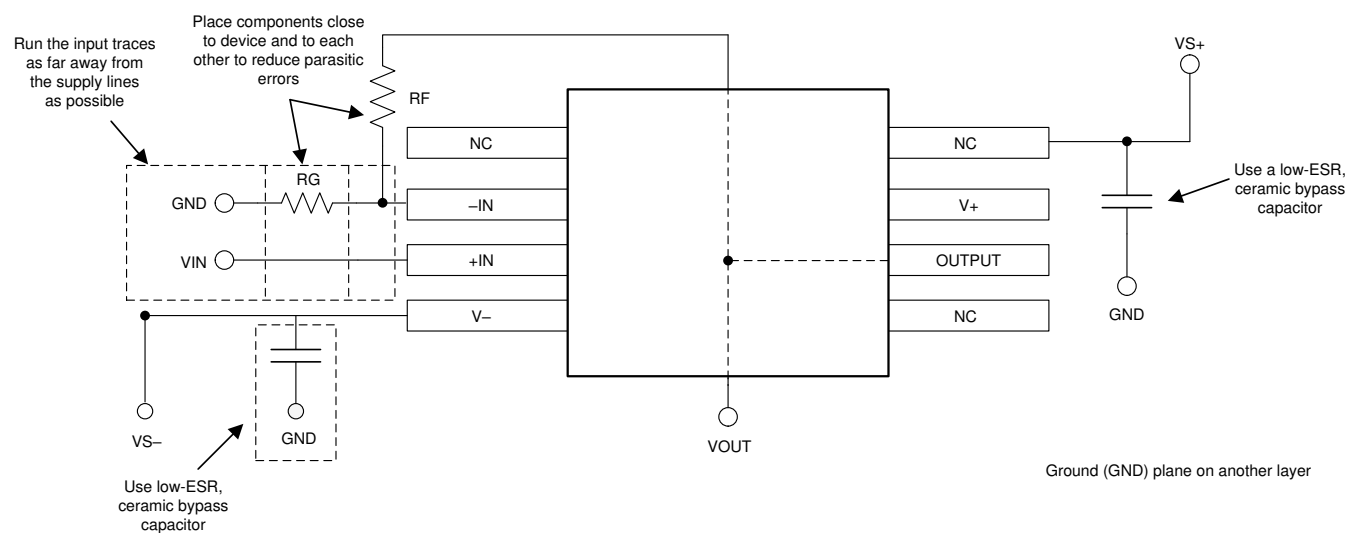 Place components close
to device and to each
other to reduce parasitic
errors
Run the input traces
as far away from
the supply lines
as possible
VS+
RF
NC
NC
RG
Use a low-ESR,
ceramic bypass
capacitor
GND
–IN
V+
VIN
+IN
OUTPUT
V–
NC
GND
VS–
GND
VOUT
Ground (GND) plane on another layer
Use low-ESR,
ceramic bypass
capacitor